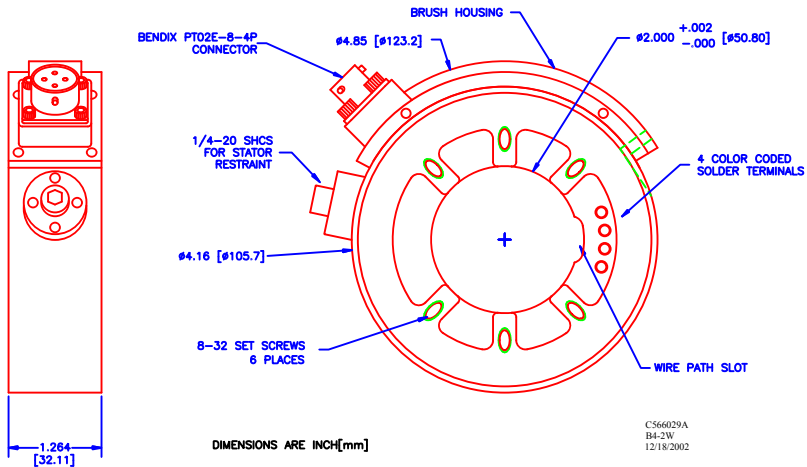 BRUSH HOUSING
BENDIX PT02E-8-4P
CONNECTOR
ø4.85 [ø123.2]
ø2.000 +.002 -.000 [ø50.80]
1/4-20 SHCS
FOR STATOR
RESTRAINT
4 COLOR CODED
SOLDER TERMINALS
ø4.16 [ø105.7]
8-32 SET SCREWS
6 PLACES
WIRE PATH SLOT
1.264
[32.11]
DIMENSIONS ARE INCH[mm]
C566029A
B4-2W
12/18/2002